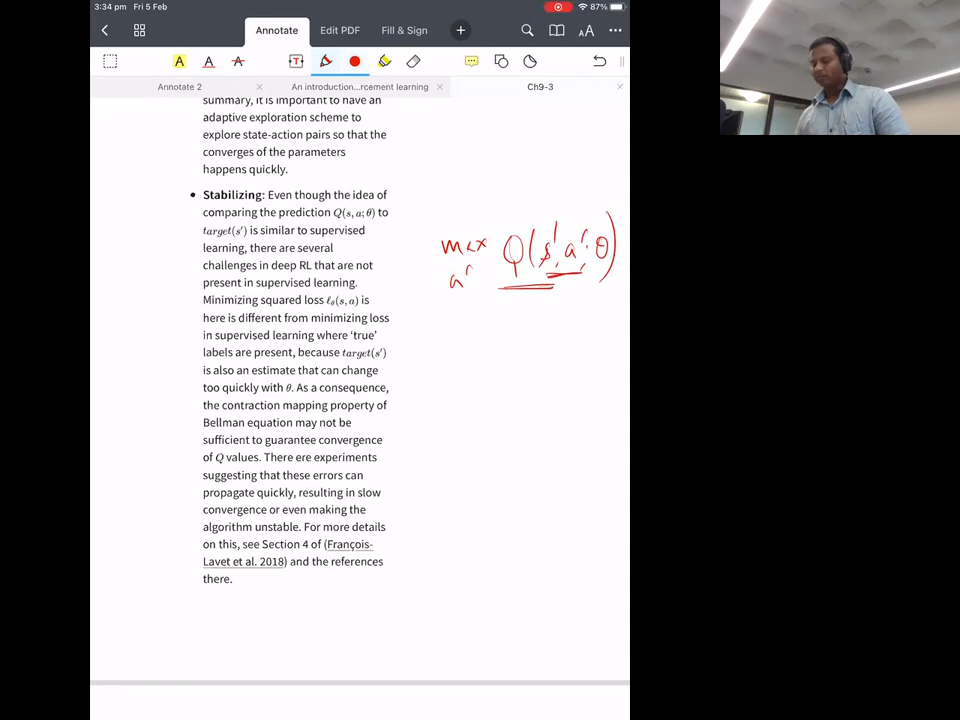 3:34 pm Fri 5 Feb
87%
Annotate
Edit PDF
Fill & Sign
AA
A A A T
Annotate 2
An introduction...rcement learning
Ch9-3
summary, it is important to have an
adaptive exploration scheme to
explore state-action pairs so that the
converges of the parameters
happens quickly.
• Stabilizing: Even though the idea of
comparing the prediction Q(s, a; θ) to
target(s′) is similar to supervised
learning, there are several
challenges in deep RL that are not
present in supervised learning.
Minimizing squared loss ℓθ(s, a) is
here is different from minimizing loss
in supervised learning where ‘true’
labels are present, because target(s′)
is also an estimate that can change
too quickly with θ. As a consequence,
the contraction mapping property of
Bellman equation may not be
sufficient to guarantee convergence
of Q values. There ere experiments
suggesting that these errors can
propagate quickly, resulting in slow
convergence or even making the
algorithm unstable. For more details
on this, see Section 4 of (François-
Lavet et al. 2018) and the references
there.
max Q(s′, a′; θ)
a′